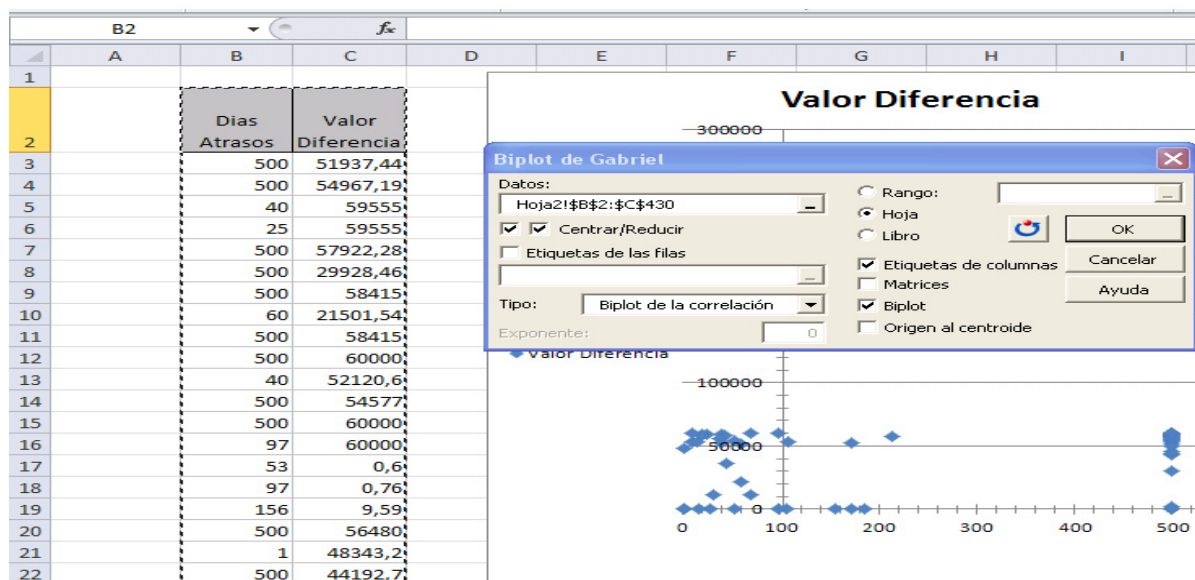 B2 fx
A B C D E F G H I
1
2 Dias Atrasos Valor Diferencia
3 500 51937,44
4 500 54967,19
5 40 59555
6 25 59555
7 500 57922,28
8 500 29928,46
9 500 58415
10 60 21501,54
11 500 58415
12 500 60000
13 40 52120,6
14 500 54577
15 500 60000
16 97 60000
17 53 0,6
18 97 0,76
19 156 9,59
20 500 56480
21 1 48343,2
22 500 44192,7
Valor Diferencia
300000
Biplot de Gabriel
Datos:
Hoja2!$B$2:$C$430
Centrar/Reducir
Etiquetas de las filas
Tipo: Biplot de la correlación
Exponente: 0
Rango:
Hoja
Libro
Etiquetas de columnas
Matrices
Biplot
Origen al centroide
OK
Cancelar
Ayuda
Valor Diferencia
100000
50000
0
0 100 200 300 400 500